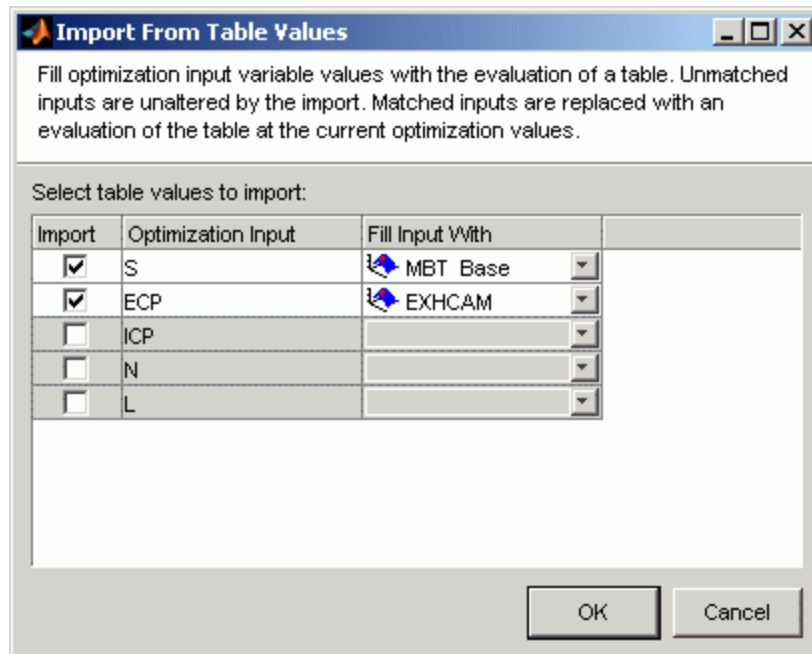 Import From Table Values
Fill optimization input variable values with the evaluation of a table. Unmatched
inputs are unaltered by the import. Matched inputs are replaced with an
evaluation of the table at the current optimization values.
Select table values to import:
Import Optimization Input Fill Input With
S MBT_Base
ECP EXHCAM
ICP
N
L
OK Cancel